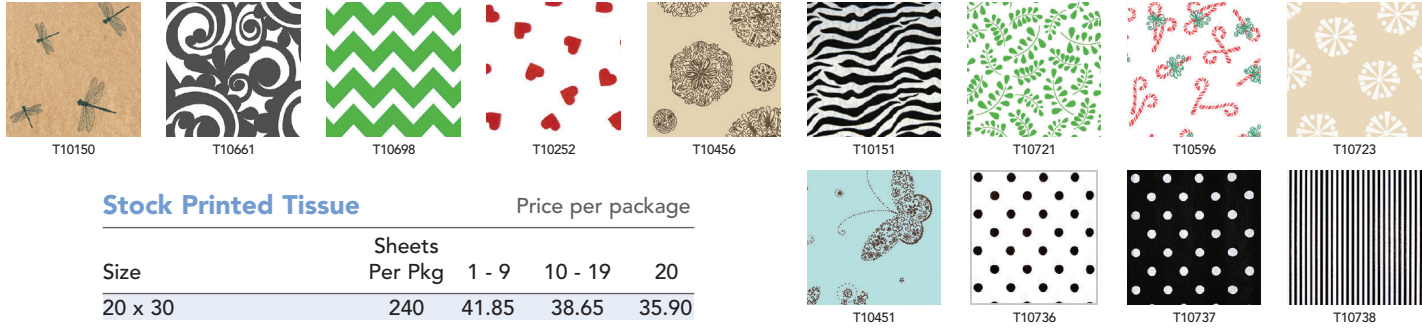 T10150 T10661 T10698 T10252 T10456 T10151 T10721 T10596 T10723
Stock Printed Tissue Price per package
Sheets
Size Per Pkg 1 - 9 10 - 19 20
20 x 30 240 41.85 38.65 35.90
T10451 T10736 T10737 T10738